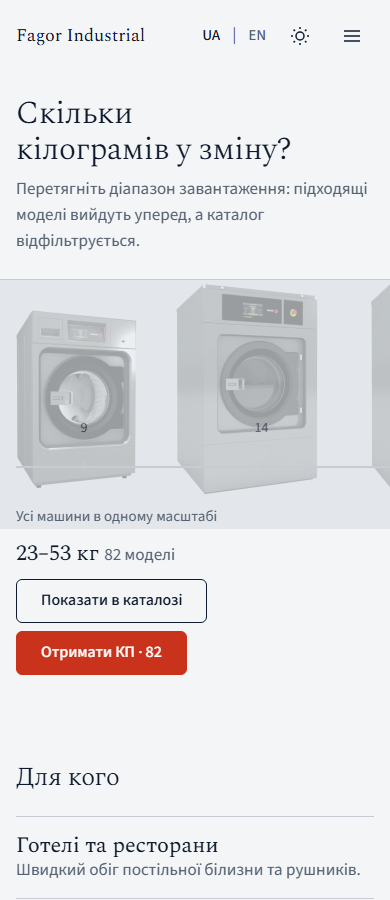 Fagor Industrial
UA | EN
Скільки
кілограмів у зміну?
Перетягніть діапазон завантаження: підходящі
моделі вийдуть уперед, а каталог
відфільтрується.
9
14
Усі машини в одному масштабі
23–53 кг 82 моделі
Показати в каталозі
Отримати КП · 82
Для кого
Готелі та ресторани
Швидкий обіг постільної білизни та рушників.